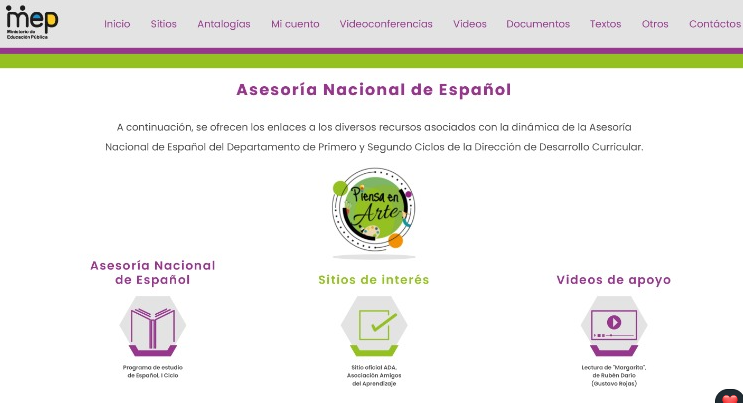 mep
Ministerio de
Educación Pública
Inicio Sitios Antalogías Mi cuento Videoconferencias Videos Documentos Textos Otros Contáctos
Asesoría Nacional de Español
A continuación, se ofrecen los enlaces a los diversos recursos asociados con la dinámica de la Asesoría
Nacional de Español del Departamento de Primero y Segundo Ciclos de la Dirección de Desarrollo Curricular.
Piensa en
Arte
Asesoría Nacional
de Español
Programa de estudio
de Español. I Ciclo
Sitios de interés
Sitio oficial ADA,
Asociación Amigos
del Aprendizaje
Videos de apoyo
Lectura de "Margarita",
de Rubén Darío
(Gustavo Rojas)